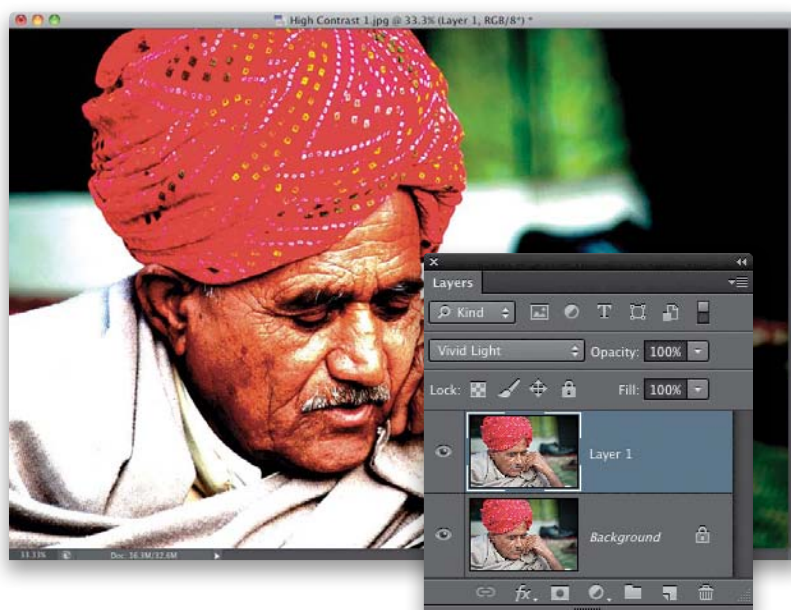 High Contrast 1.jpg @ 33.3% (Layer 1, RGB/8*) *
Layers
Kind
Vivid Light Opacity: 100%
Lock: Fill: 100%
Layer 1
Background
33.33% Doc: 36.3M/32.6M